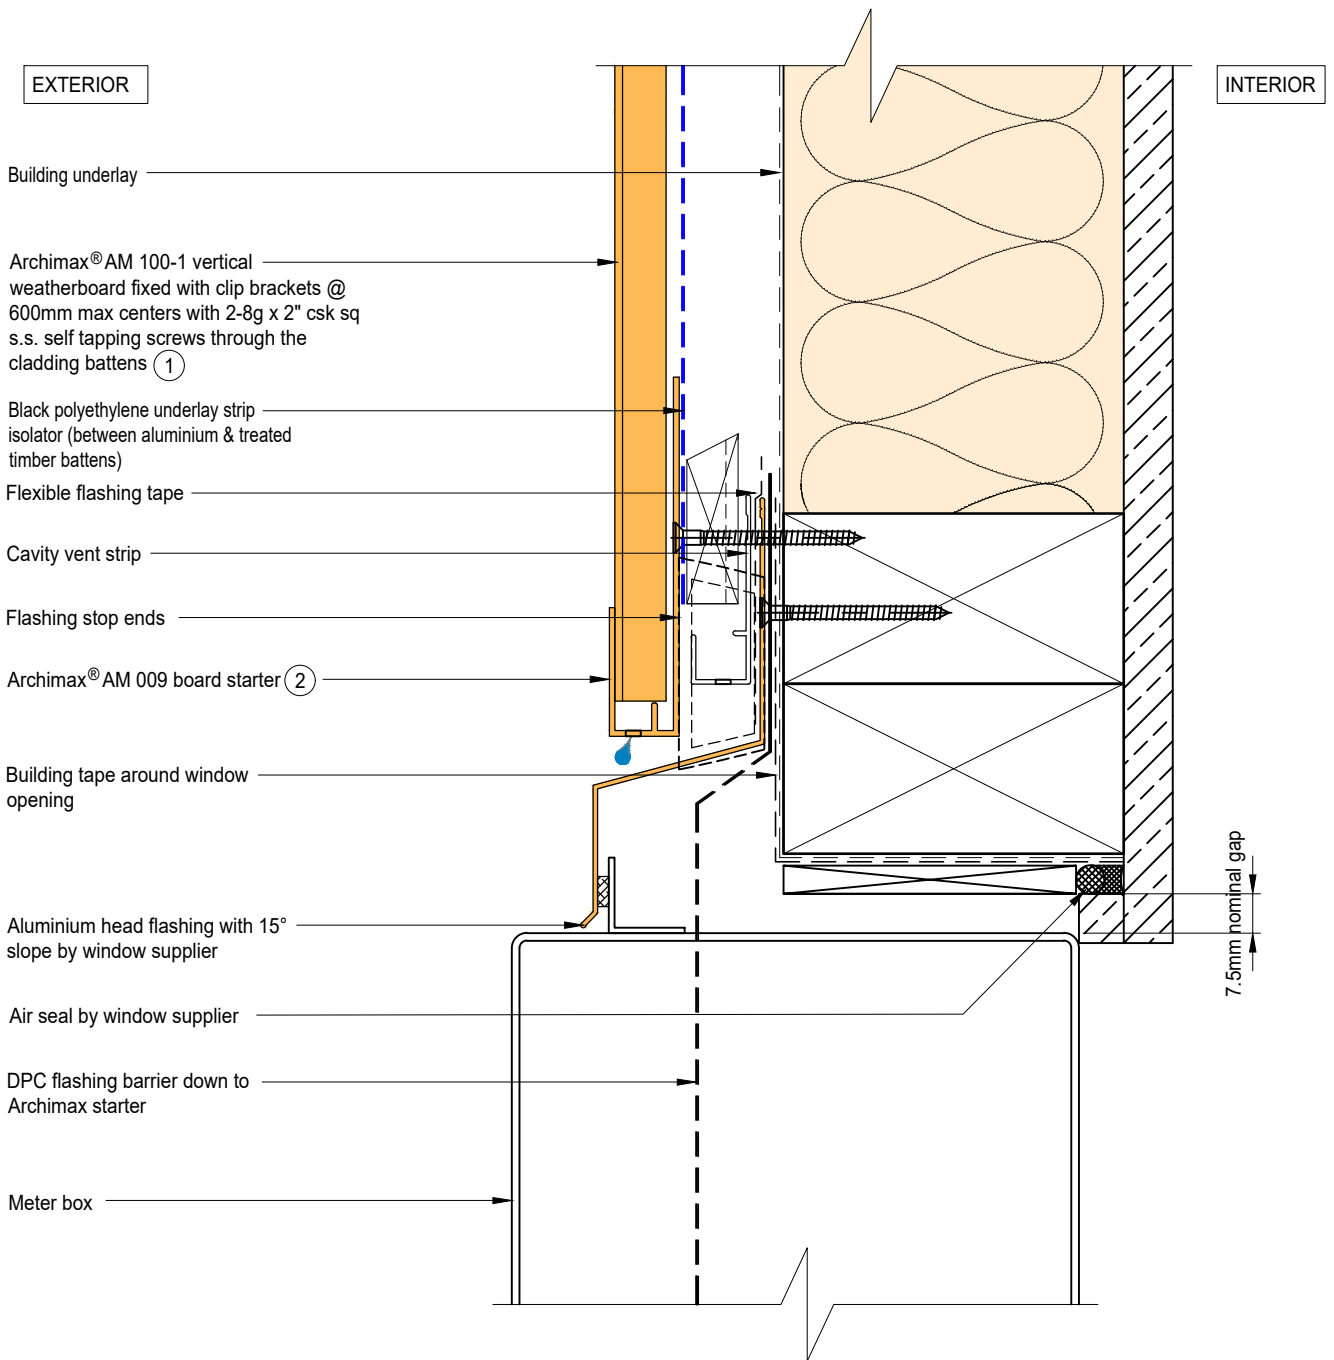 EXTERIOR
INTERIOR
Building underlay
Archimax® AM 100-1 vertical
weatherboard fixed with clip brackets @
600mm max centers with 2-8g x 2" csk sq
s.s. self tapping screws through the
cladding battens 1
Black polyethylene underlay strip
isolator (between aluminium & treated
timber battens)
Flexible flashing tape
Cavity vent strip
Flashing stop ends
Archimax® AM 009 board starter 2
Building tape around window
opening
7.5mm nominal gap
Aluminium head flashing with 15°
slope by window supplier
Air seal by window supplier
DPC flashing barrier down to
Archimax starter
Meter box